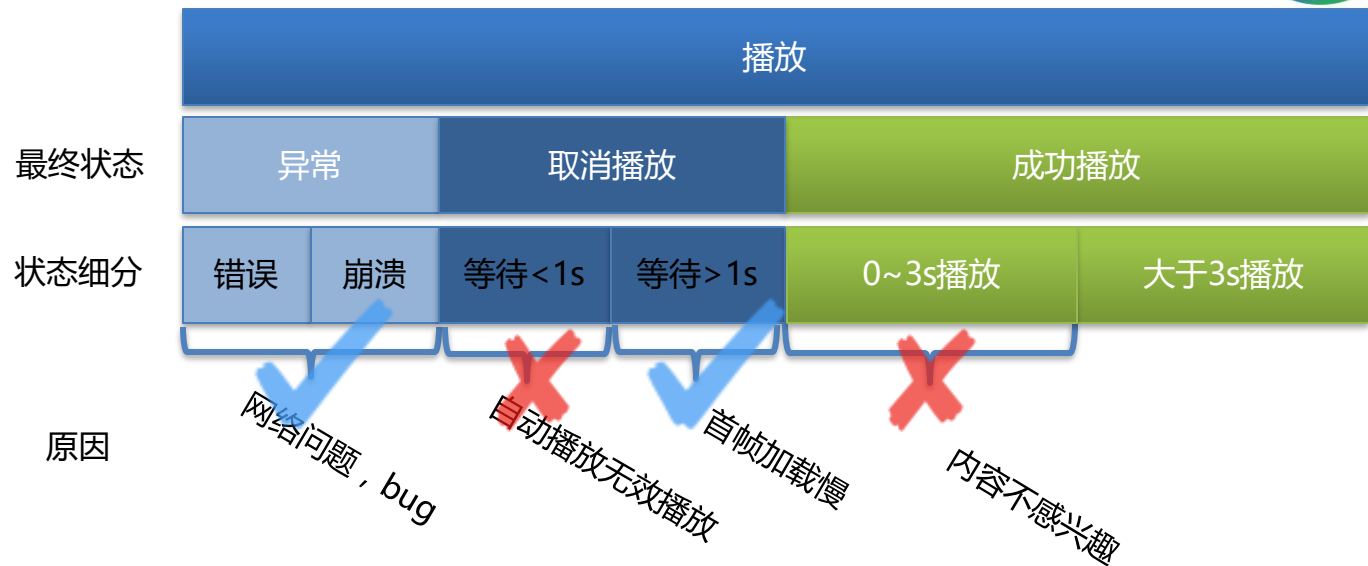 播放
最终状态
异常
取消播放
成功播放
状态细分
错误
崩溃
等待<1s
等待>1s
0~3s播放
大于3s播放
原因
网络问题，bug
自动播放无效播放
首帧加载慢
内容不感兴趣